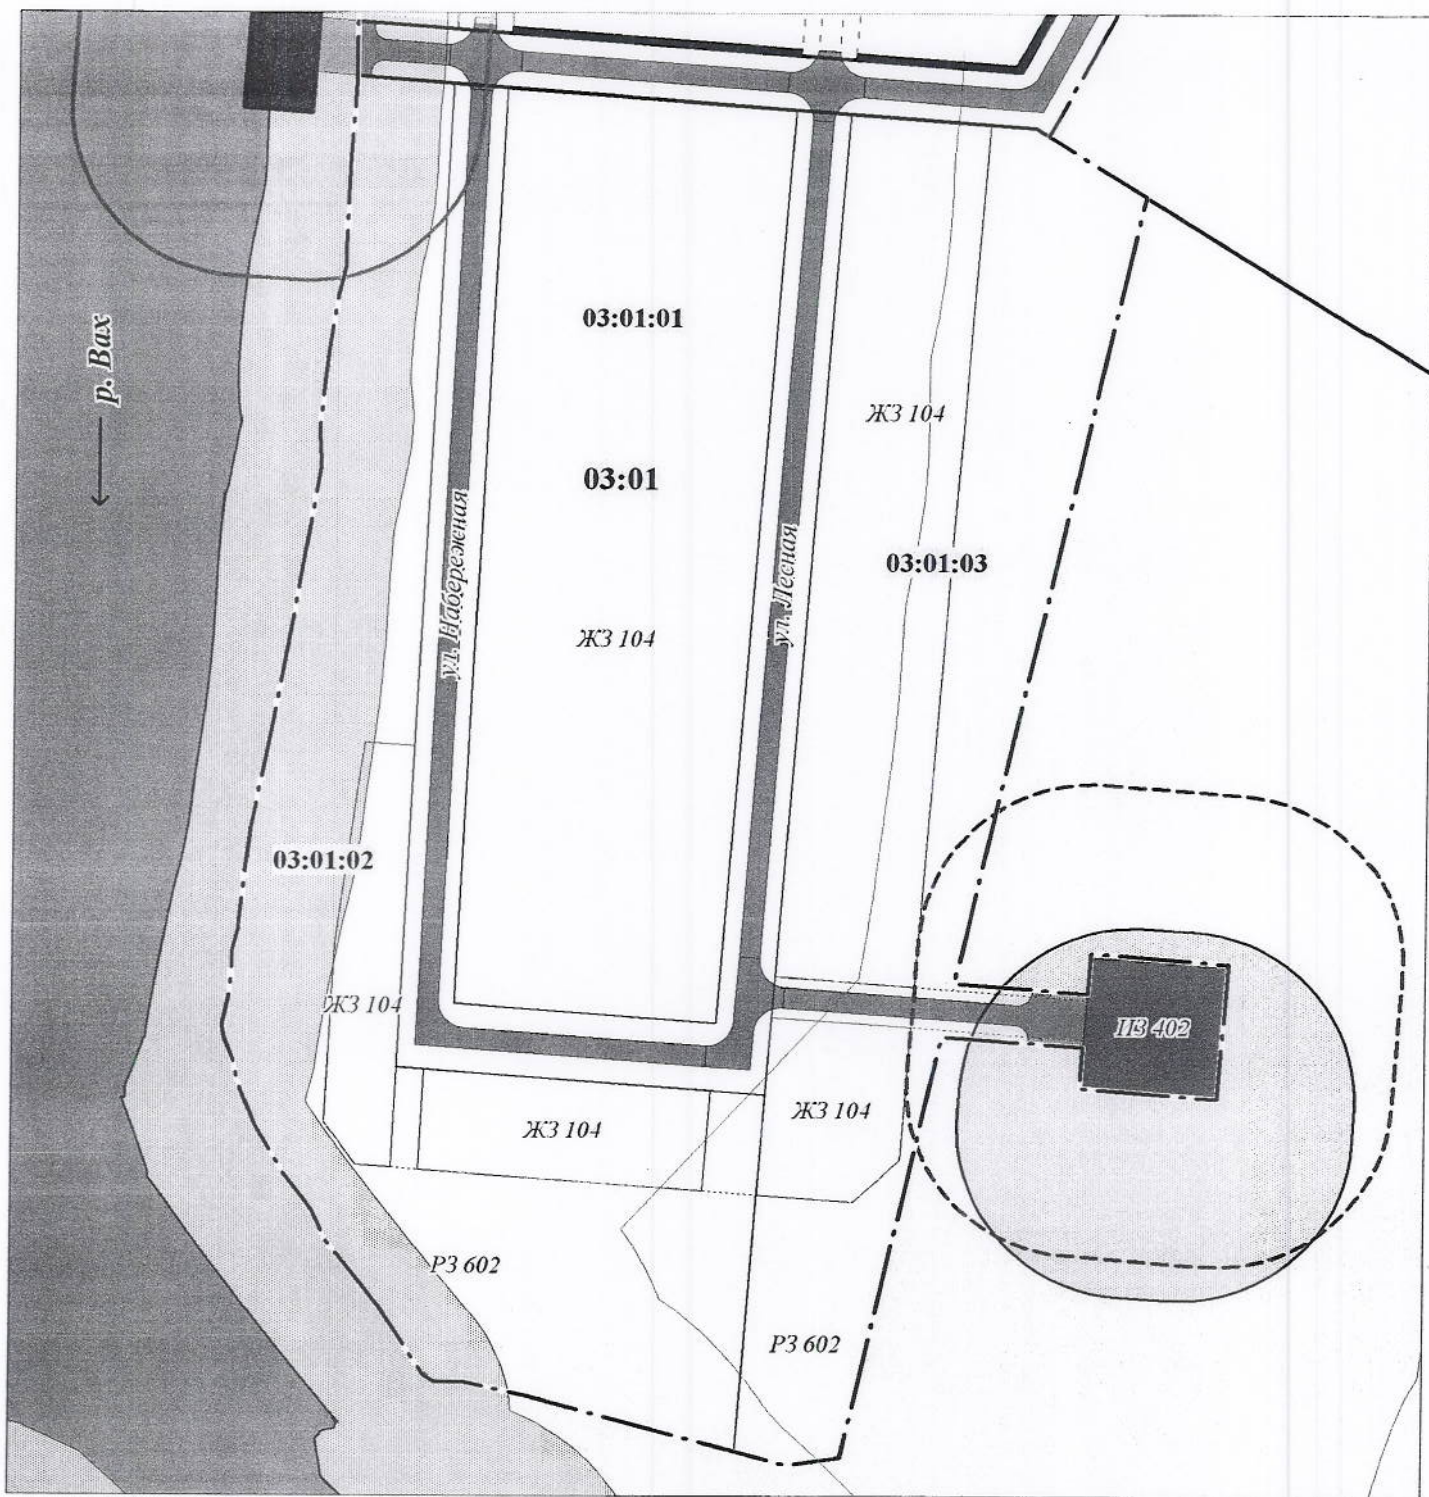 03:01:01
р. Вах
ЖЗ 104
03:01
ул. Набережная
ул. Лесная
03:01:03
ЖЗ 104
03:01:02
ЖЗ 104
ПЗ 402
ЖЗ 104
ЖЗ 104
РЗ 602
РЗ 602